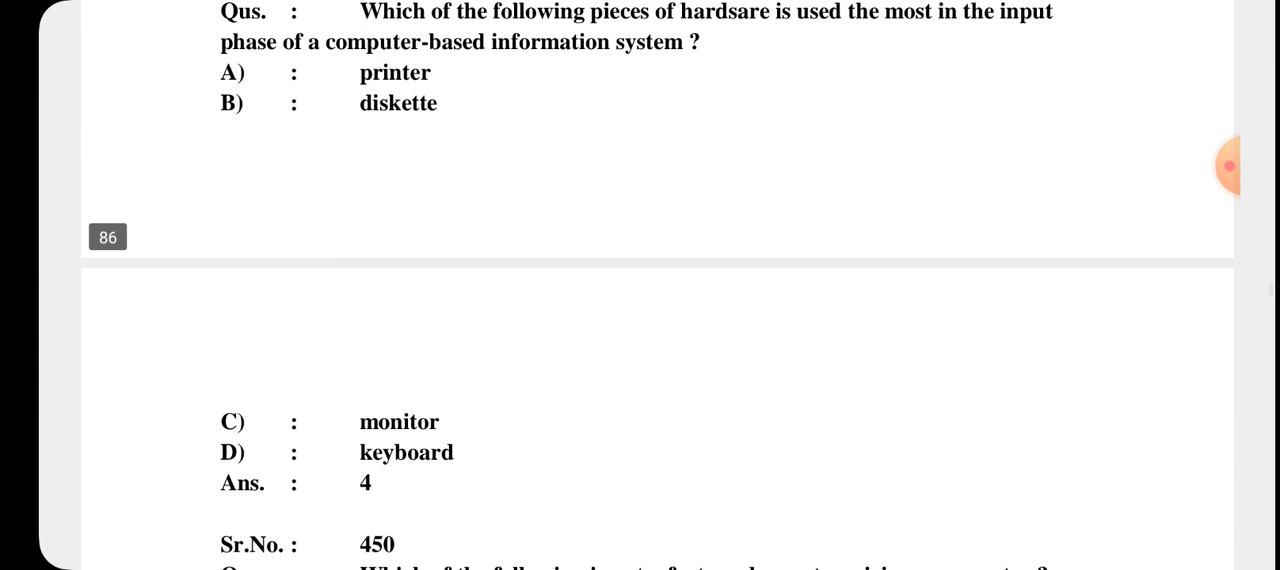 Qus. : Which of the following pieces of hardsare is used the most in the input
phase of a computer-based information system ?
A) : printer
B) : diskette
86
C) : monitor
D) : keyboard
Ans. : 4
Sr.No. : 450